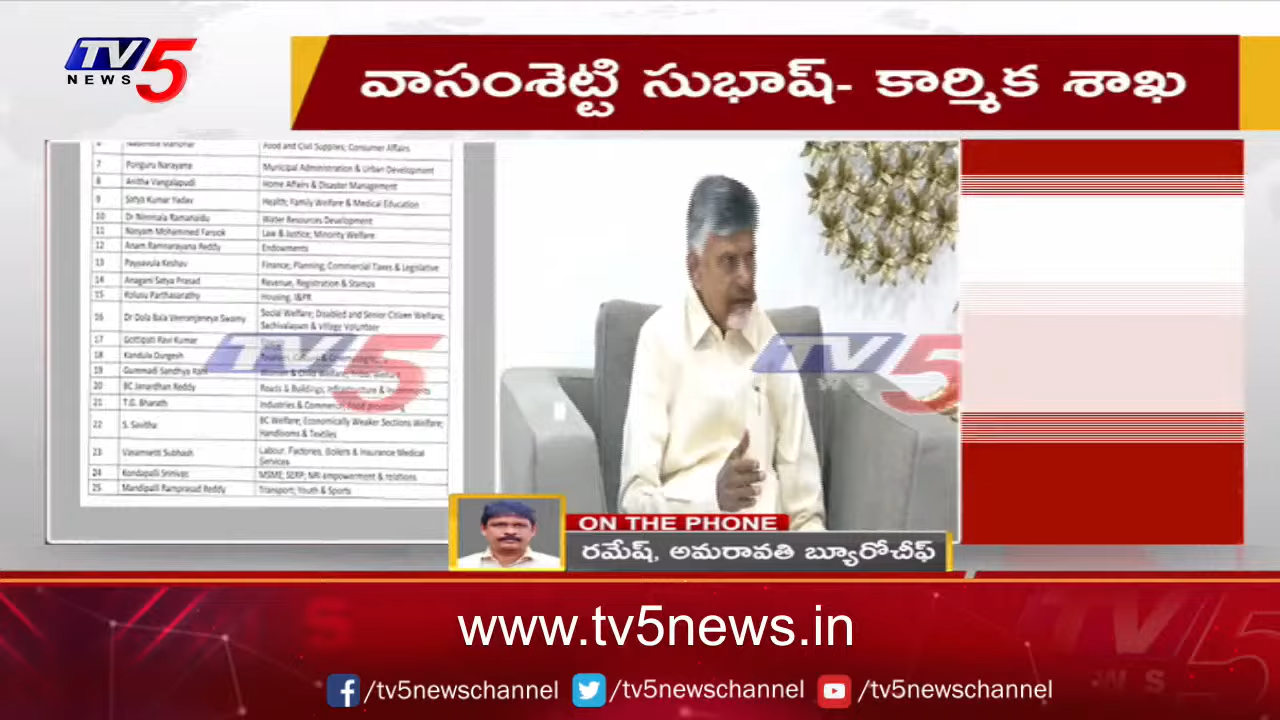 TV5
NEWS
వాసంశెట్టి సుభాష్- కార్మిక శాఖ
Food and Civil Supplies; Consumer Affairs
7 Ponguru Narayana Municipal Administration & Urban Development
8 Anitha Vangalapudi Home Affairs & Disaster Management
9 Satya Kumar Yadav Health; Family Welfare & Medical Education
10 Dr Nimmala Ramanaidu Water Resources Development
11 Nasyam Mohammed Farook Law & Justice; Minority Welfare
12 Anam Ramnarayana Reddy Endowments
13 Payyavula Keshav Finance; Planning, Commercial Taxes & Legislative
14 Anagani Satya Prasad Revenue, Registration & Stamps
15 Kolusu Parthasarathy Housing, I&PR
16 Dr Dola Bala Veeranjaneya Swamy Social Welfare; Disabled and Senior Citizen Welfare;
Sachivalayam & Village Volunteer
17 Gottipati Ravi Kumar
18 Kandula Durgesh
19 Gummadi Sandhya Rani
20 BC Janardhan Reddy Roads & Buildings; Infrastructure & Investments
21 T.G. Bharath Industries & Commerce; Food processing
22 S. Savitha BC Welfare; Economically Weaker Sections Welfare;
Handlooms & Textiles
23 Vasamsetti Subhash Labour, Factories, Boilers & Insurance Medical
Services
24 Kondapalli Srinivas MSME; SERP; NRI empowerment & relations
25 Mandipalli Ramprasad Reddy Transport; Youth & Sports
TV5
TV5
ON THE PHONE
రమేష్, అమరావతి బ్యూరోచీఫ్
www.tv5news.in
/tv5newschannel /tv5newschannel /tv5newschannel